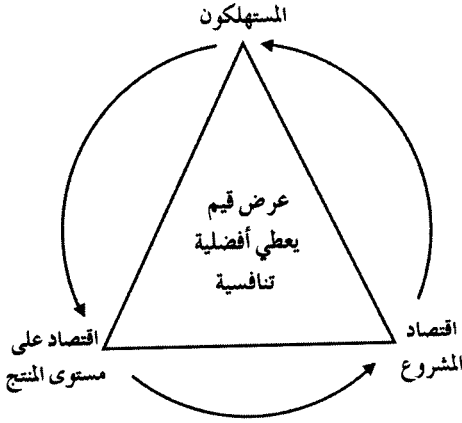 المستهلكون
عرض قيم
يعطي أفضلية
تنافسية
اقتصاد
المشروع
اقتصاد على
مستوى المنتج